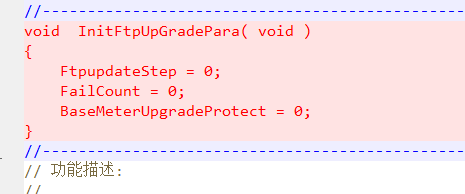 //----------------------------------------------------
void  InitFtpUpGradePara( void )
{
    FtpupdateStep = 0;
    FailCount = 0;
    BaseMeterUpgradeProtect = 0;
}
//----------------------------------------------------
// 功能描述:
//